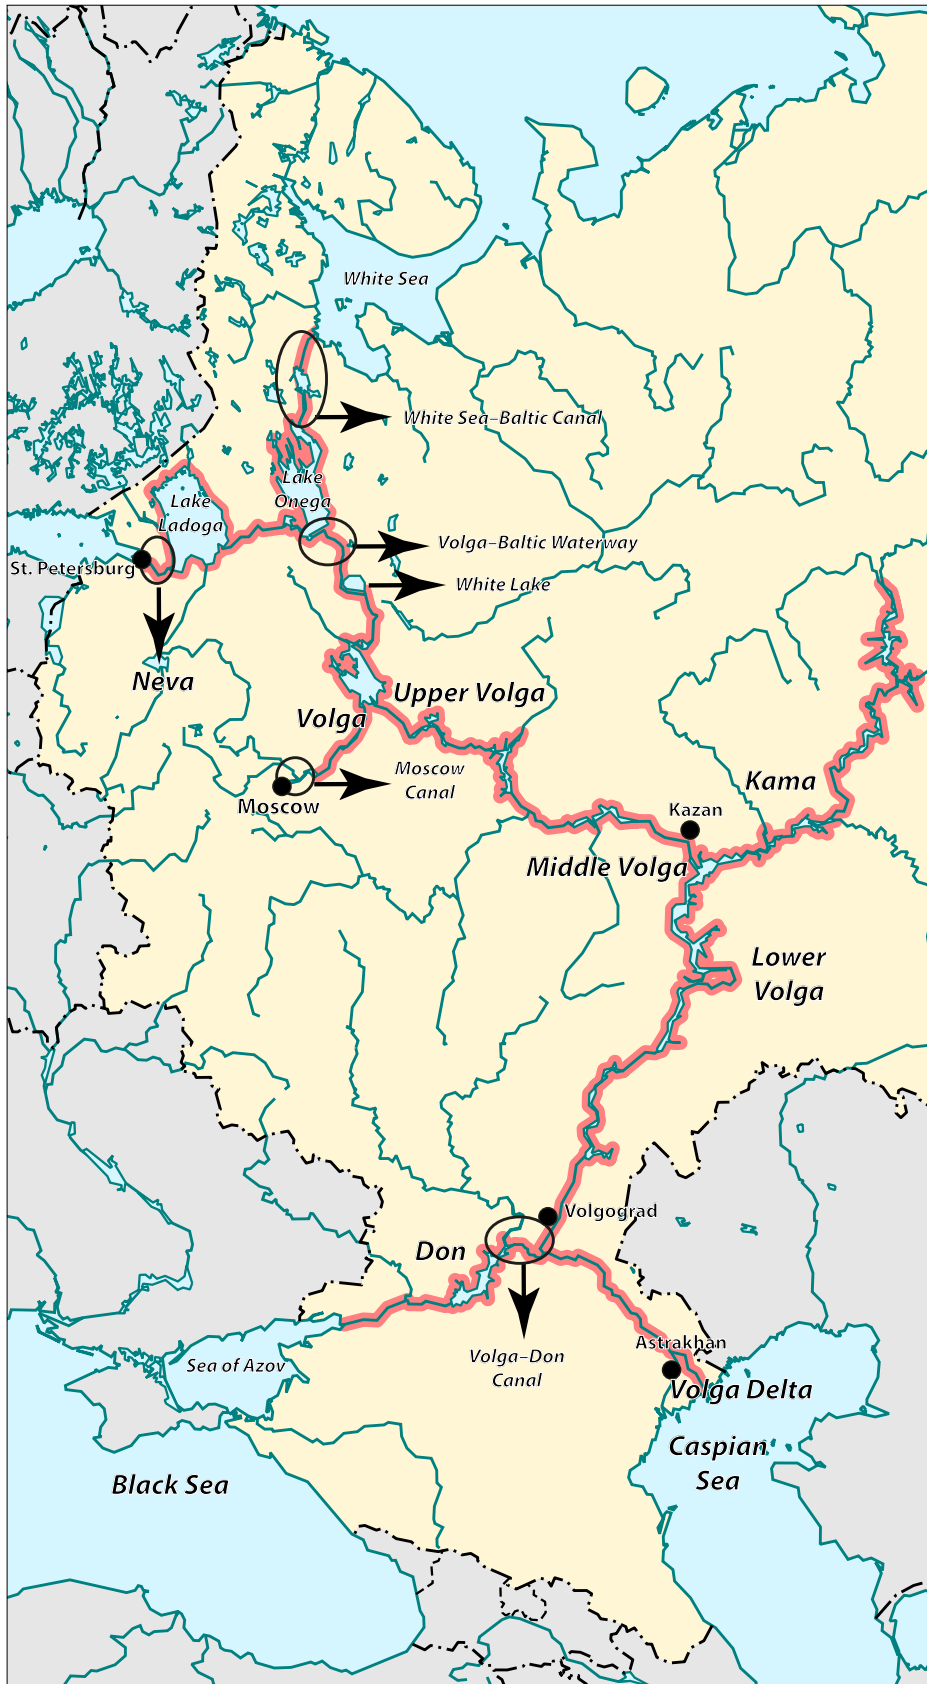 White Sea
White Sea–Baltic Canal
Lake
Onega
Lake
Ladoga
Volga–Baltic Waterway
St. Petersburg
White Lake
Neva
Upper Volga
Volga
Moscow
Canal
Moscow
Kama
Kazan
Middle Volga
Lower
Volga
Volgograd
Don
Volga–Don
Canal
Astrakhan
Sea of Azov
Volga Delta
Caspian
Sea
Black Sea